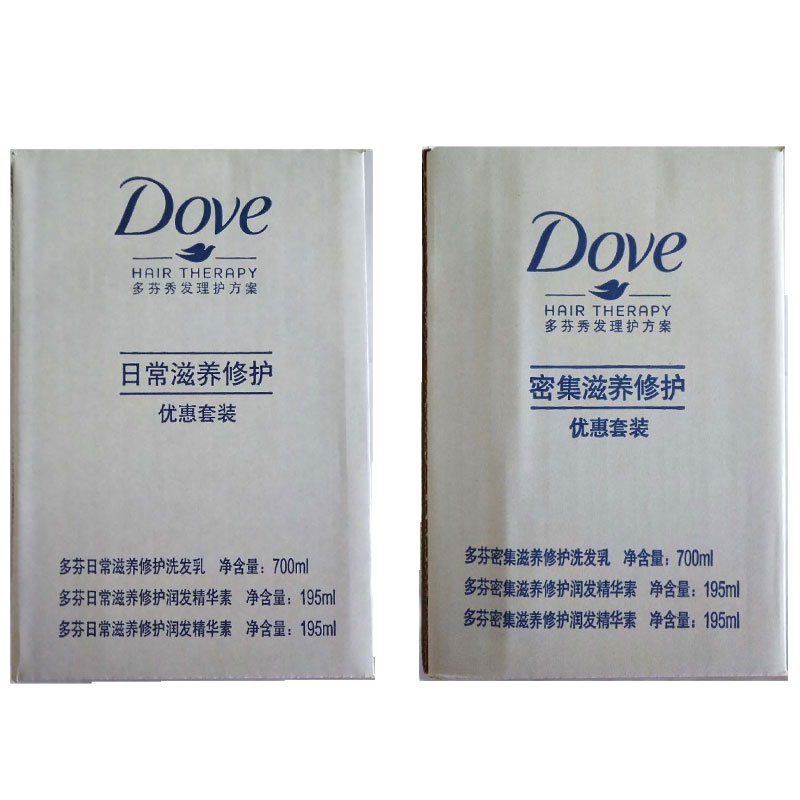 Dove
HAIR THERAPY
多芬秀发理护方案
日常滋养修护
优惠套装
多芬日常滋养修护洗发乳 净含量：700ml
多芬日常滋养修护润发精华素 净含量：195ml
多芬日常滋养修护润发精华素 净含量：195ml
Dove
HAIR THERAPY
多芬秀发理护方案
密集滋养修护
优惠套装
多芬密集滋养修护洗发乳 净含量：700ml
多芬密集滋养修护润发精华素 净含量：195ml
多芬密集滋养修护润发精华素 净含量：195ml